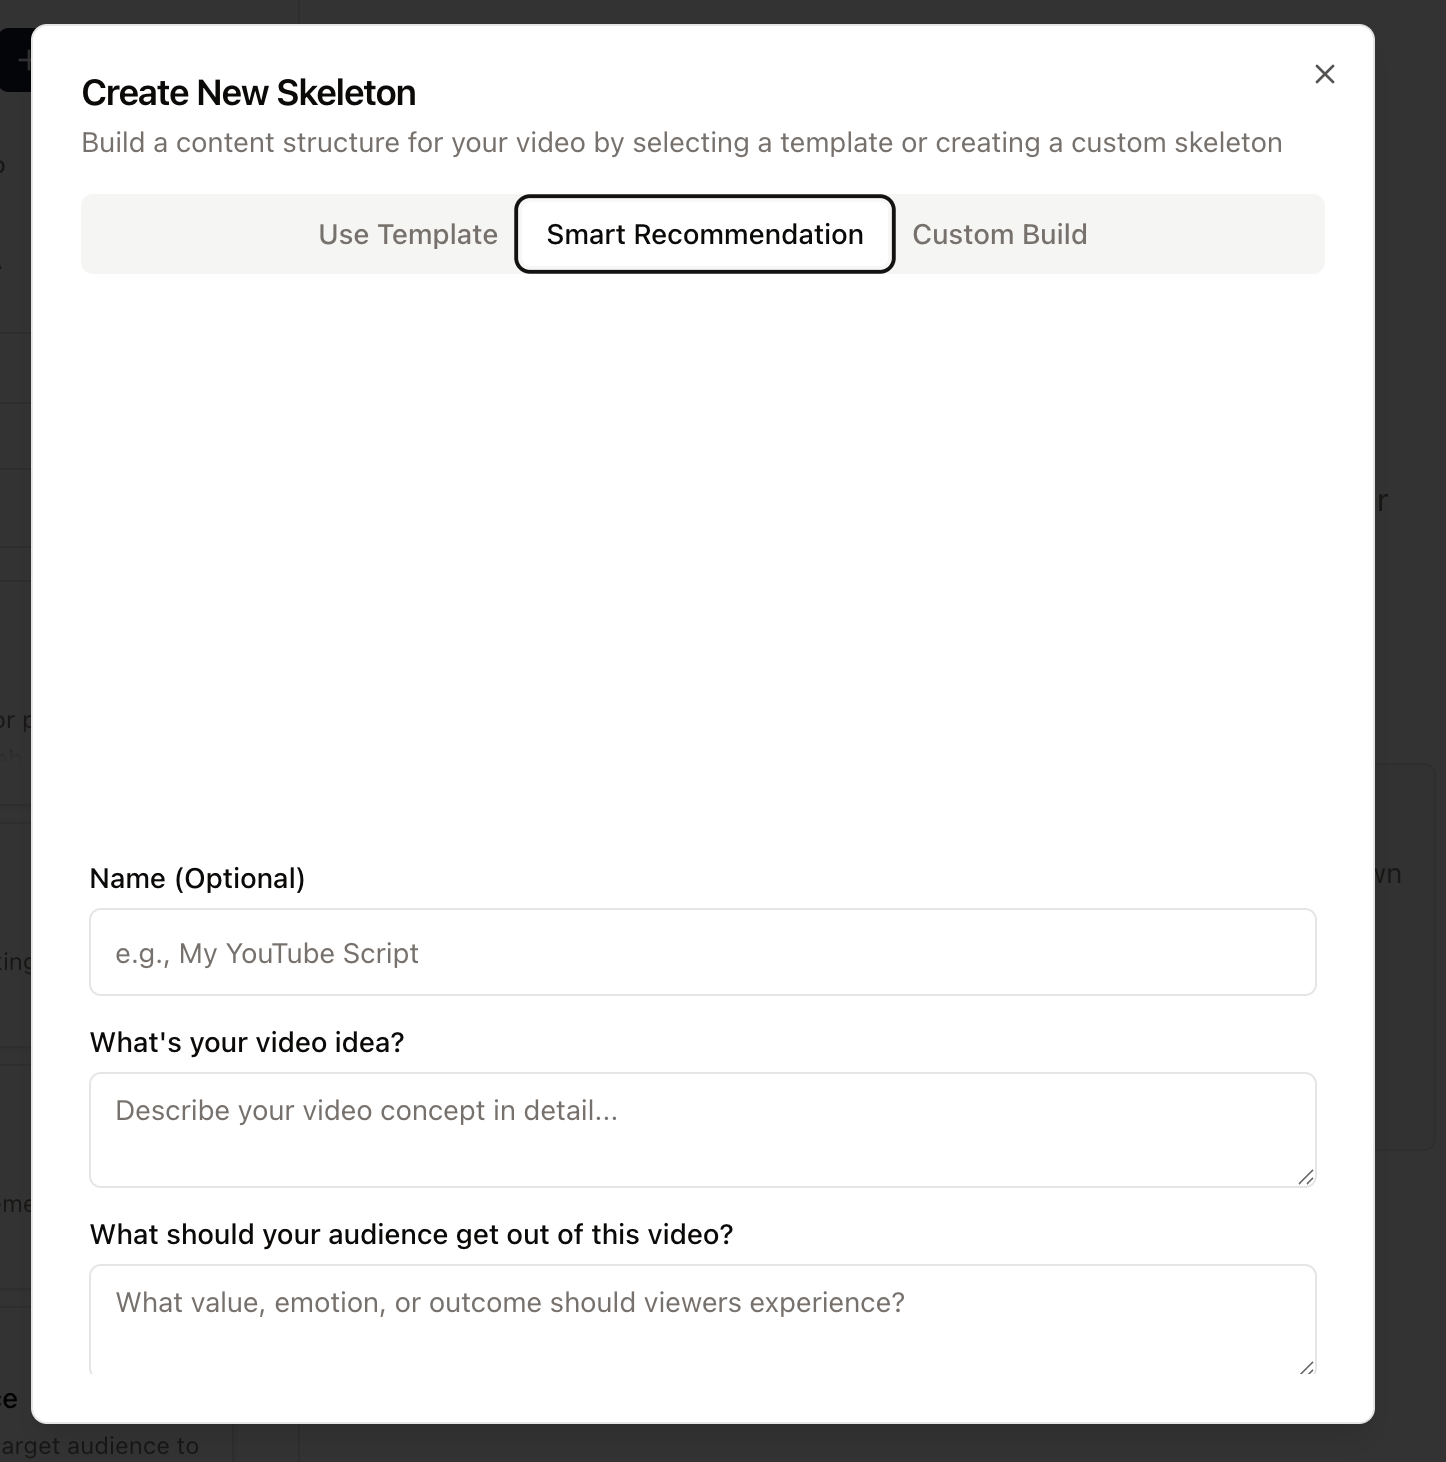 Create New Skeleton
Build a content structure for your video by selecting a template or creating a custom skeleton
Use Template
Smart Recommendation
Custom Build
Name (Optional)
e.g., My YouTube Script
What's your video idea?
Describe your video concept in detail...
What should your audience get out of this video?
What value, emotion, or outcome should viewers experience?
target audience to